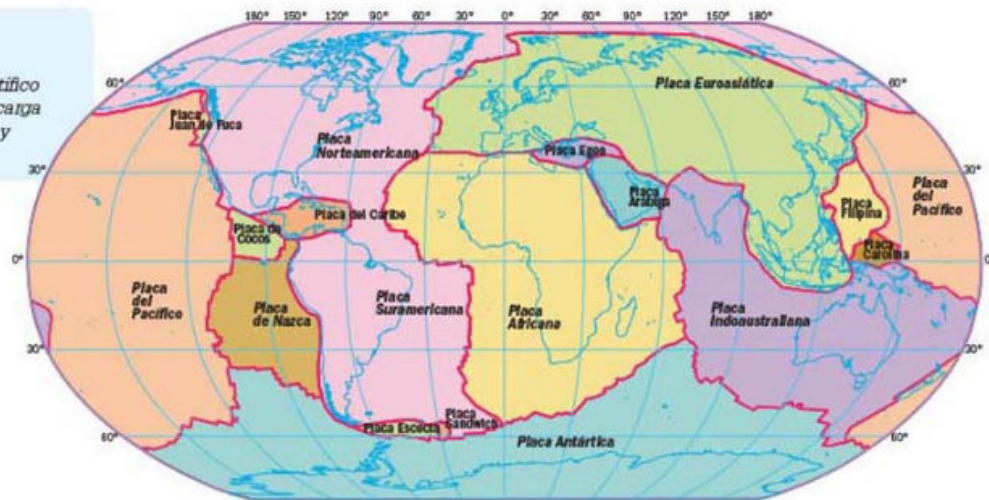 180° 150° 120° 90° 60° 30° 0° 30° 60° 90° 120° 150° 180°
tífico
carga
y
60°
60°
Placa Euroasiática
Placa
Juan de Fuca
Placa
Norteamericana
Placa Egea
30°
30°
Placa
Arábiga
Placa
del
Pacífico
Placa del Caribe
Placa
Filipina
Placa de
Cocos
Placa
Carolina
0°
0°
Placa
del
Pacífico
Placa
de Nazca
Placa
Suramericana
Placa
Africana
Placa
Indoaustraliana
30°
30°
Placa
Sandwich
Placa Escocia
60°
60°
Placa Antártica